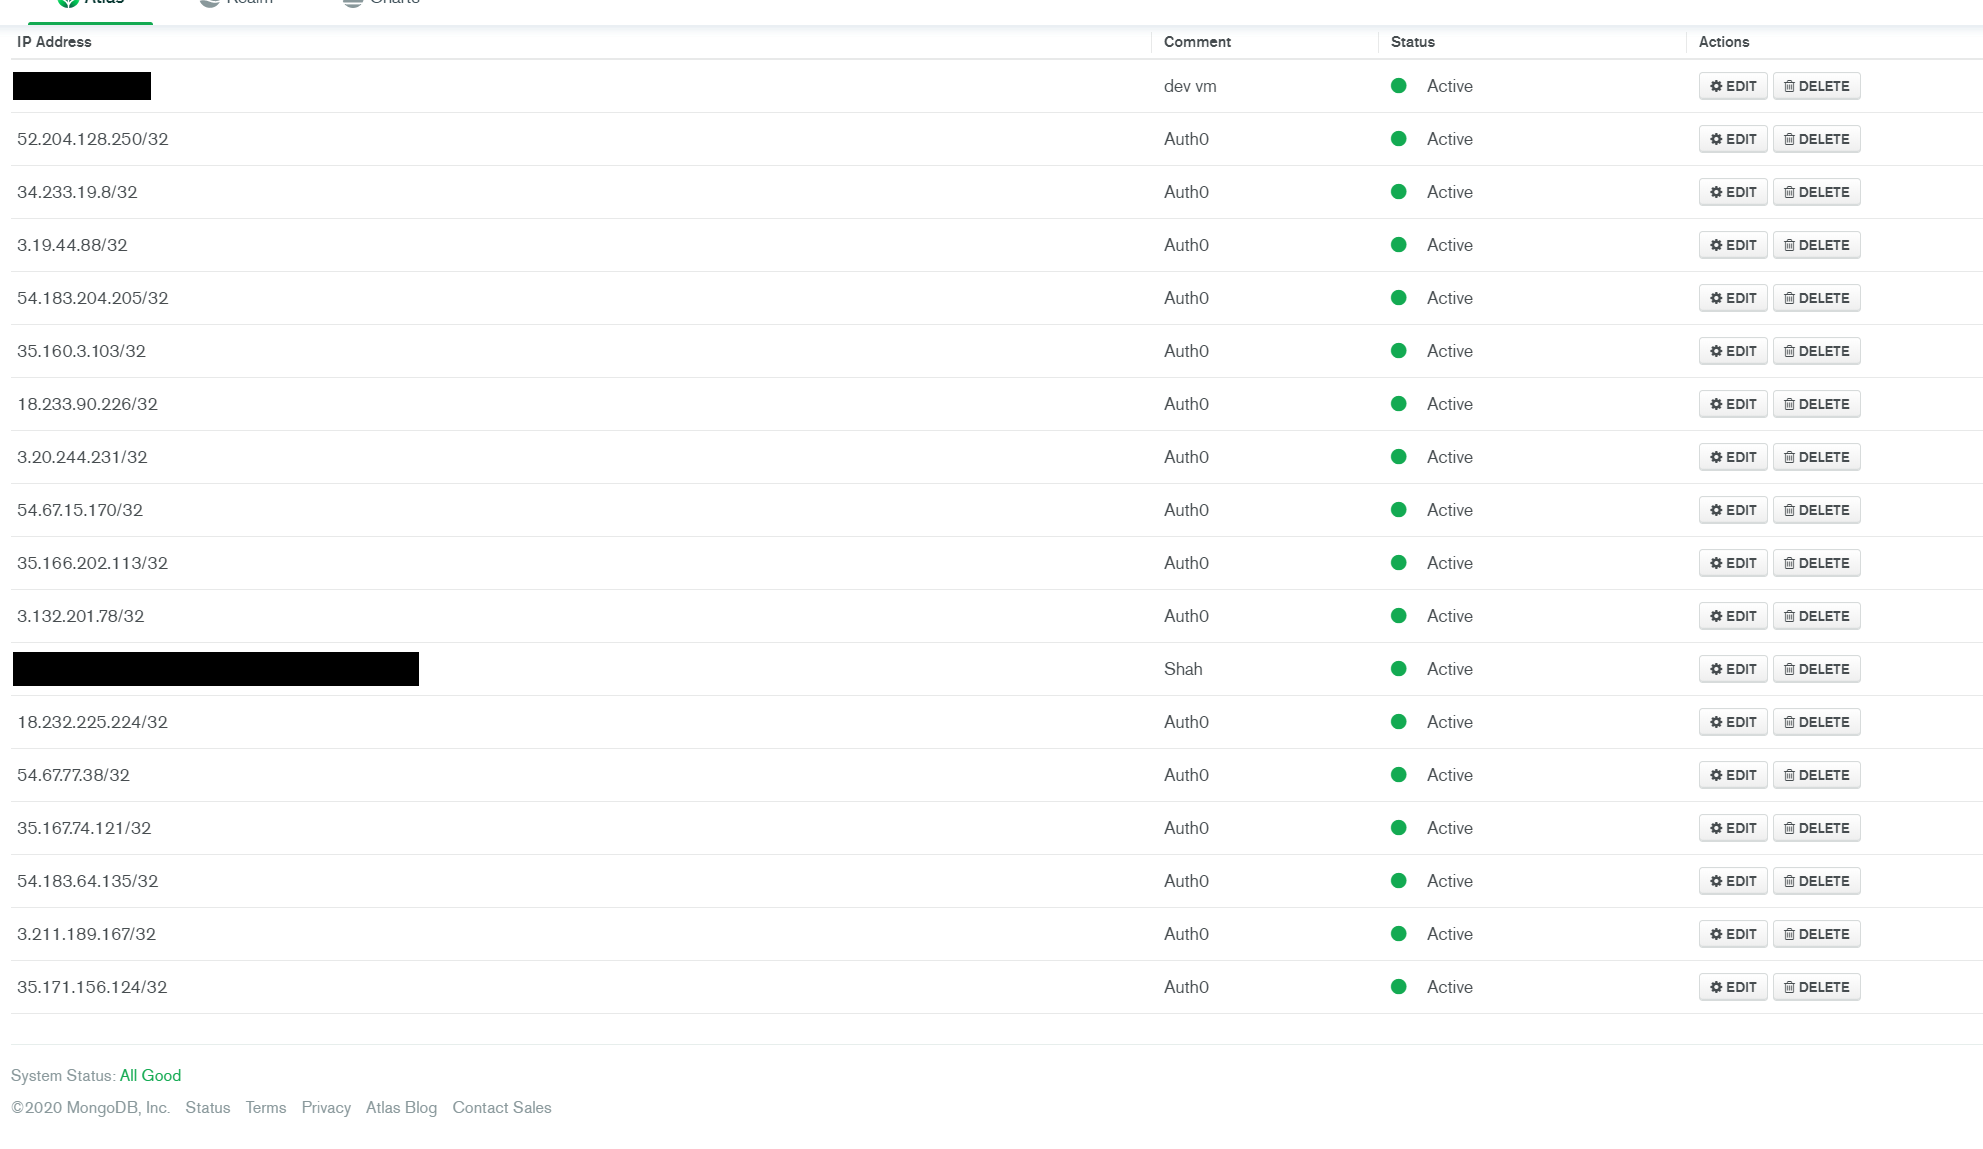 Atlas Realm Charts
IP Address Comment Status Actions
dev vm Active EDIT DELETE
52.204.128.250/32 Auth0 Active EDIT DELETE
34.233.19.8/32 Auth0 Active EDIT DELETE
3.19.44.88/32 Auth0 Active EDIT DELETE
54.183.204.205/32 Auth0 Active EDIT DELETE
35.160.3.103/32 Auth0 Active EDIT DELETE
18.233.90.226/32 Auth0 Active EDIT DELETE
3.20.244.231/32 Auth0 Active EDIT DELETE
54.67.15.170/32 Auth0 Active EDIT DELETE
35.166.202.113/32 Auth0 Active EDIT DELETE
3.132.201.78/32 Auth0 Active EDIT DELETE
Shah Active EDIT DELETE
18.232.225.224/32 Auth0 Active EDIT DELETE
54.67.77.38/32 Auth0 Active EDIT DELETE
35.167.74.121/32 Auth0 Active EDIT DELETE
54.183.64.135/32 Auth0 Active EDIT DELETE
3.211.189.167/32 Auth0 Active EDIT DELETE
35.171.156.124/32 Auth0 Active EDIT DELETE
System Status: All Good
©2020 MongoDB, Inc. Status Terms Privacy Atlas Blog Contact Sales